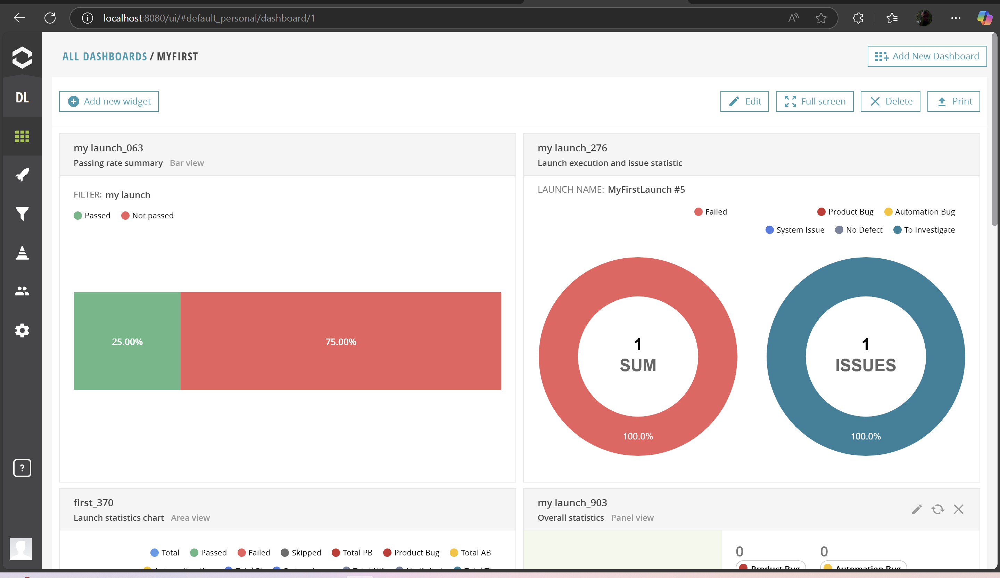 localhost:8080/ui/#default_personal/dashboard/1
ALL DASHBOARDS / MYFIRST
Add New Dashboard
DL
Add new widget
Edit
Full screen
Delete
Print
my launch_063
Passing rate summary Bar view
FILTER: my launch
Passed Not passed
25.00%
75.00%
my launch_276
Launch execution and issue statistic
LAUNCH NAME: MyFirstLaunch #5
Failed
Product Bug Automation Bug
System Issue No Defect To Investigate
1
SUM
100.0%
1
ISSUES
100.0%
?
first_370
Launch statistics chart Area view
Total Passed Failed Skipped Total PB Product Bug Total AB
my launch_903
Overall statistics Panel view
0
Product Bug
0
Automation Bug